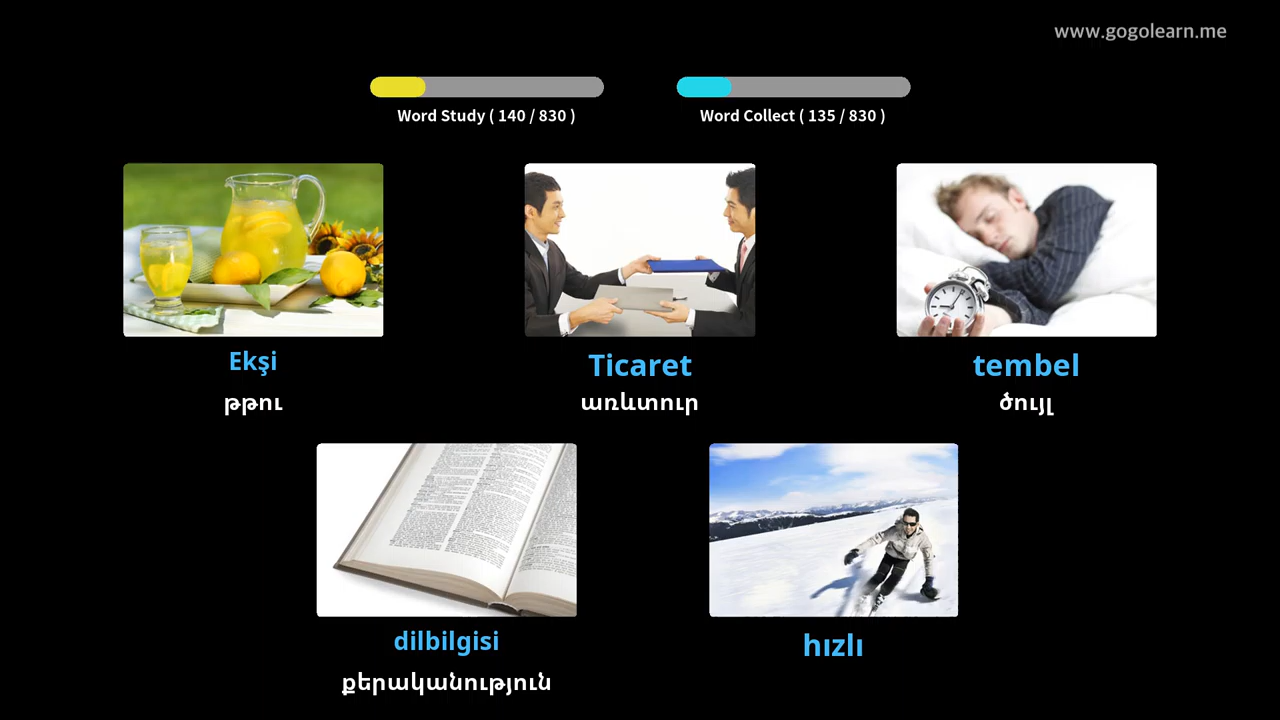 www.gogolearn.me
Word Study ( 140 / 830 )
Word Collect ( 135 / 830 )
Ekşi
թթու
Ticaret
առևտուր
tembel
ծույլ
dilbilgisi
քերականություն
hızlı